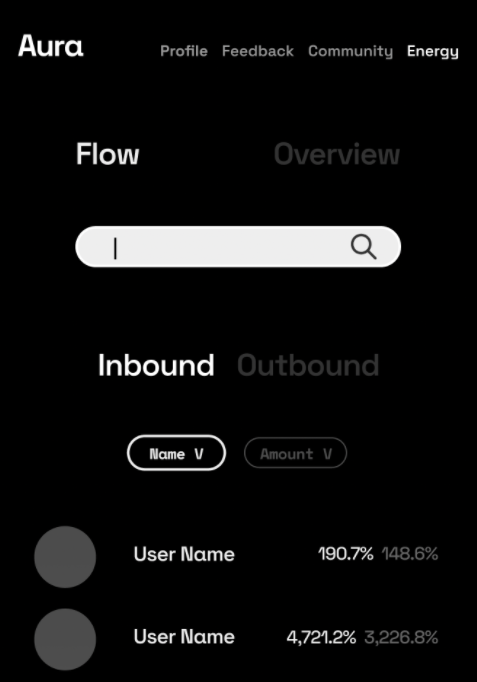 Aura Profile Feedback Community Energy
Flow Overview
Inbound Outbound
Name V Amount V
User Name 190.7% 148.6%
User Name 4,721.2% 3,226.8%